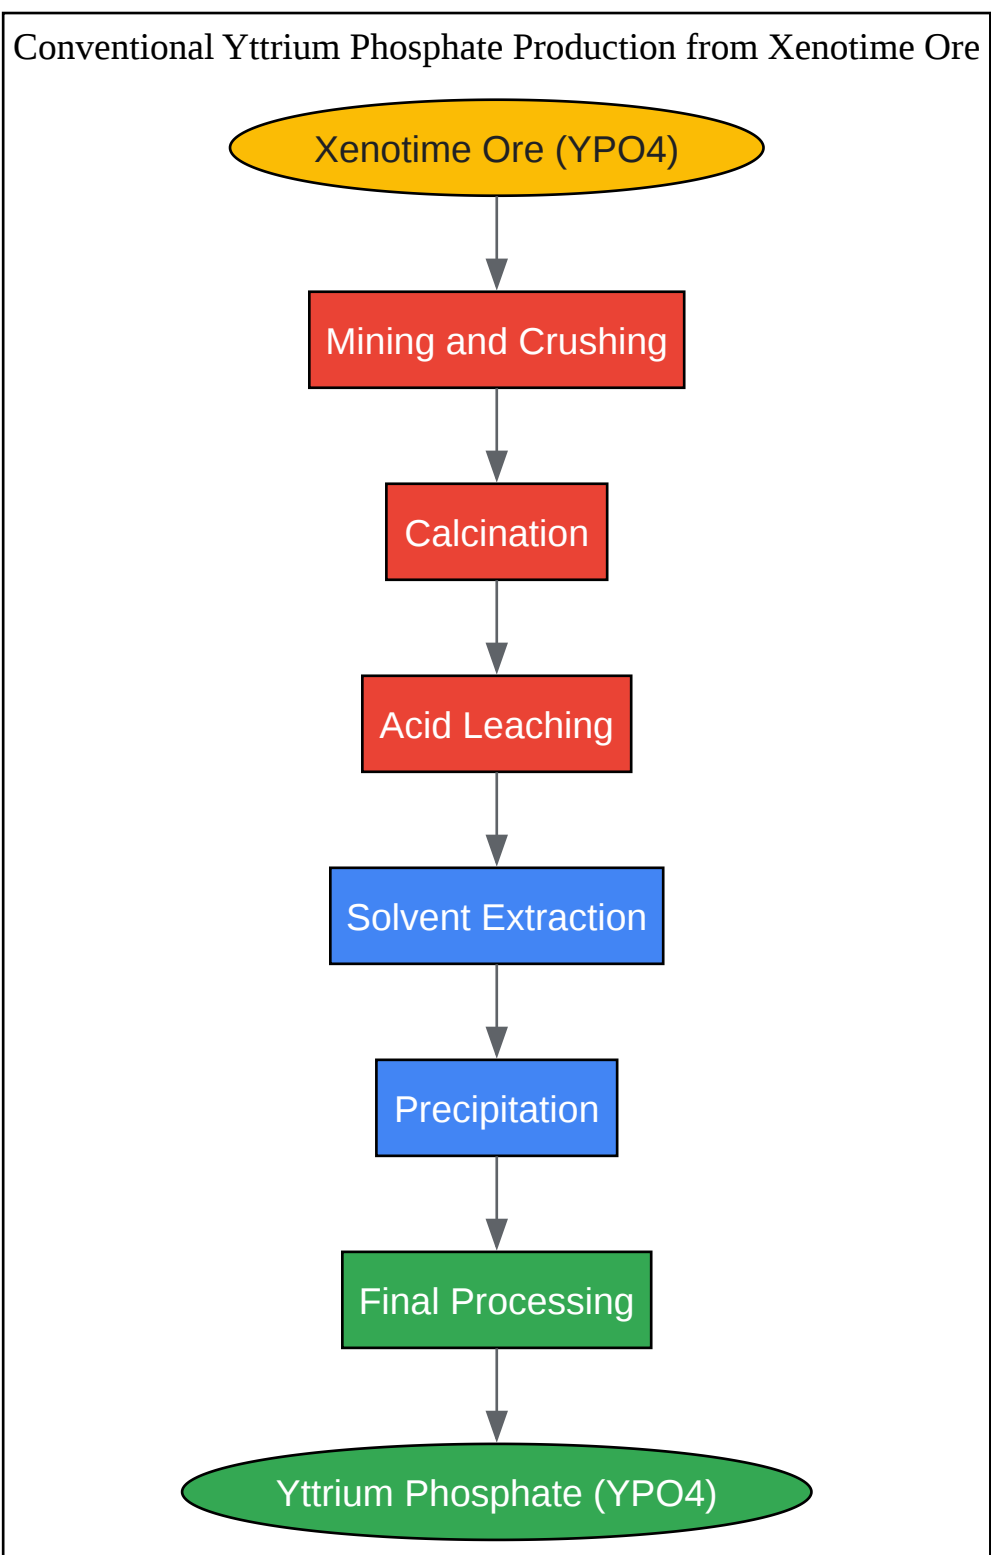 Conventional Yttrium Phosphate Production from Xenotime Ore
Xenotime Ore (YPO4)
Mining and Crushing
Calcination
Acid Leaching
Solvent Extraction
Precipitation
Final Processing
Yttrium Phosphate (YPO4)